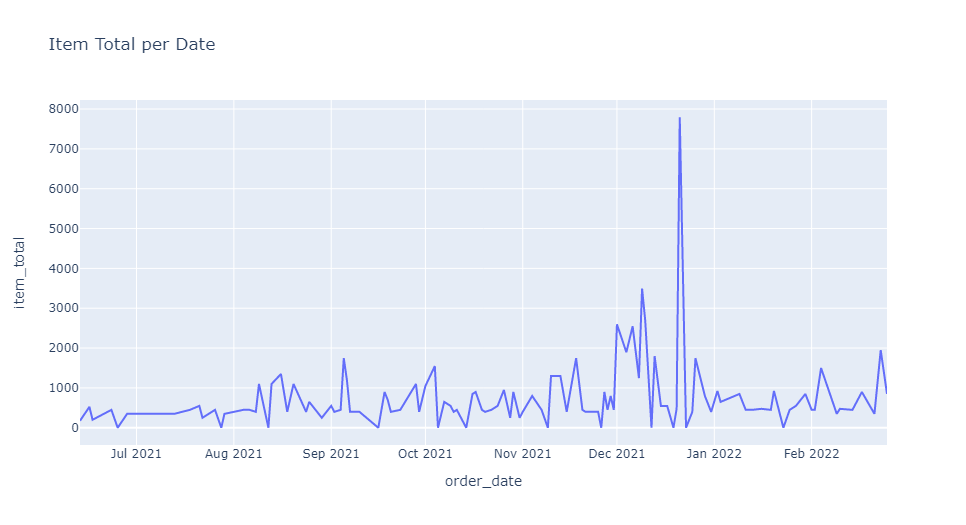 Item Total per Date
8000
7000
6000
5000
4000
3000
2000
1000
0
item_total
Jul 2021 Aug 2021 Sep 2021 Oct 2021 Nov 2021 Dec 2021 Jan 2022 Feb 2022
order_date